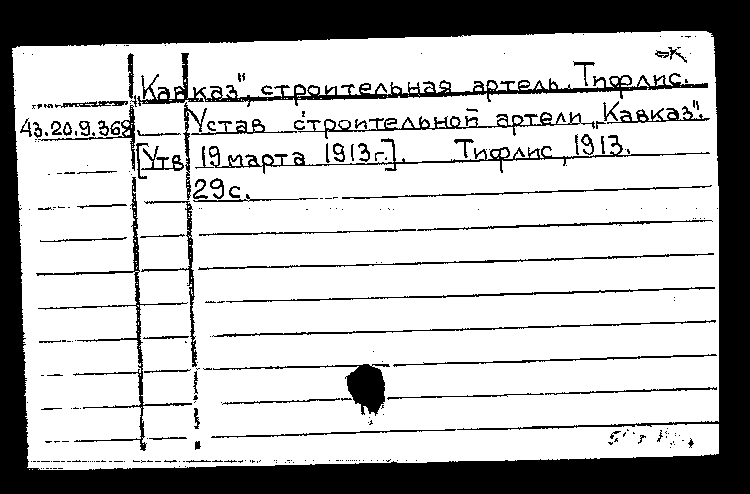 „Кавказ", строительная артель. Тифлис.
43.20.9.368. Устав строительной артели „Кавказ".
[Утв 19 марта 1913 г.]. Тифлис, 1913.
29 с.